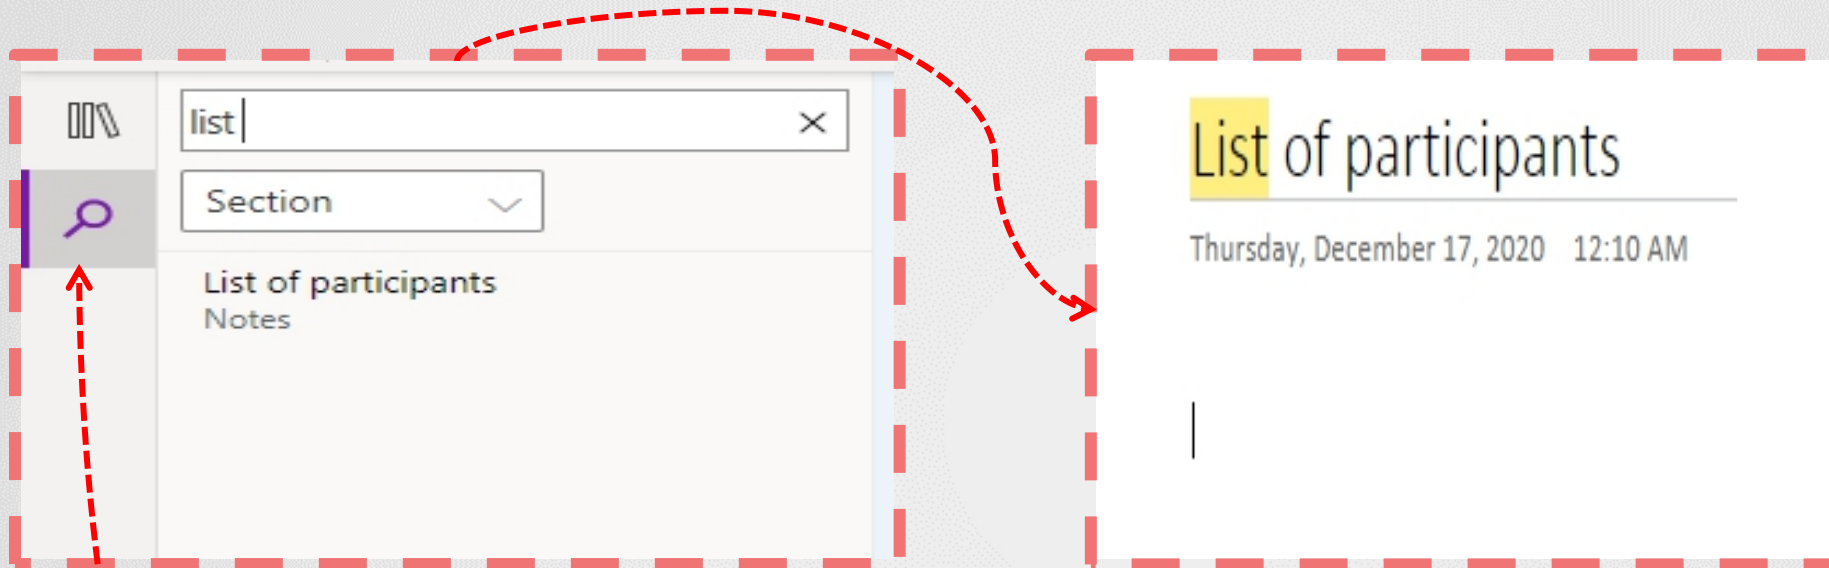 list
Section
List of participants
Notes
List of participants
Thursday, December 17, 2020 12:10 AM